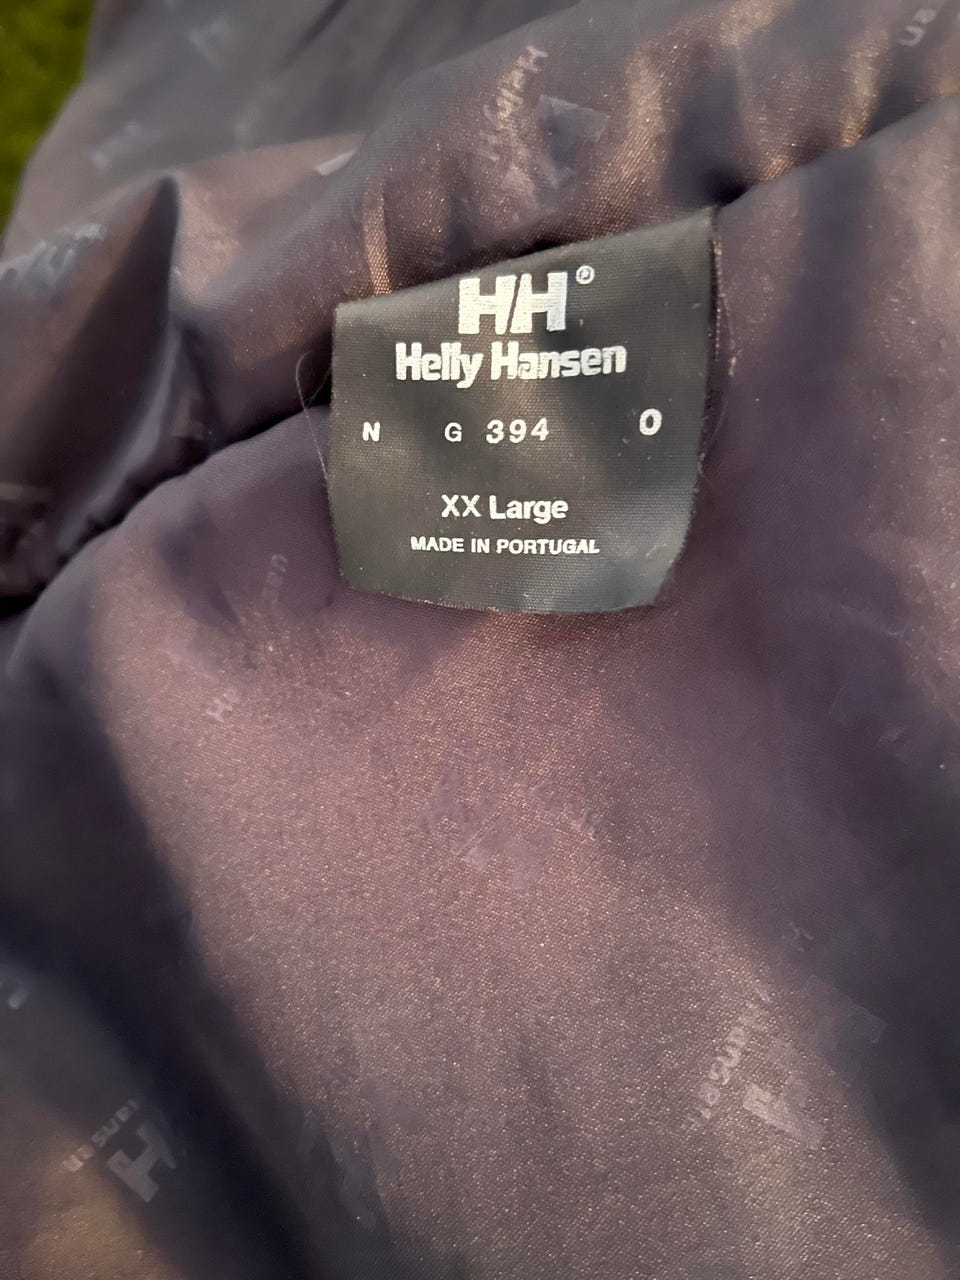 HH®
Helly Hansen
N G 394 O
XX Large
MADE IN PORTUGAL